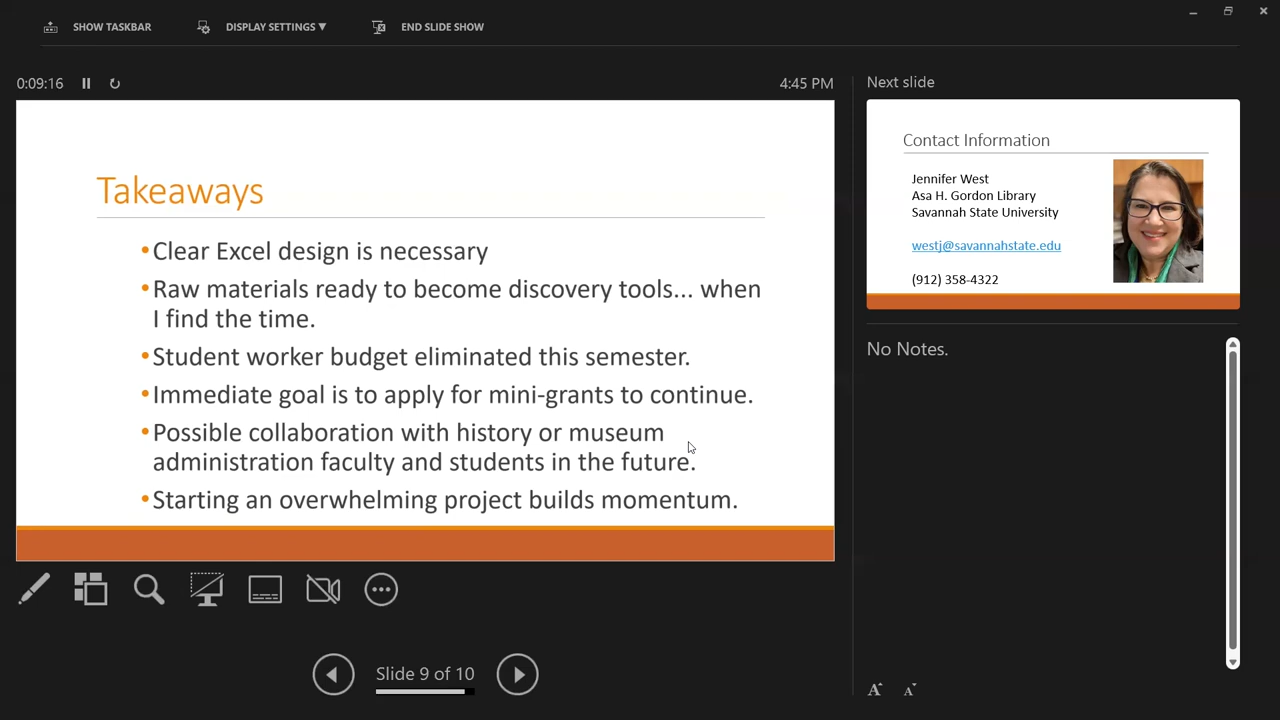 SHOW TASKBAR
DISPLAY SETTINGS ▼
END SLIDE SHOW
0:09:16
4:45 PM
Takeaways
•Clear Excel design is necessary
•Raw materials ready to become discovery tools... when
I find the time.
•Student worker budget eliminated this semester.
•Immediate goal is to apply for mini-grants to continue.
•Possible collaboration with history or museum
administration faculty and students in the future.
•Starting an overwhelming project builds momentum.
Slide 9 of 10
Next slide
Contact Information
Jennifer West
Asa H. Gordon Library
Savannah State University
westj@savannahstate.edu
(912) 358-4322
No Notes.
A A